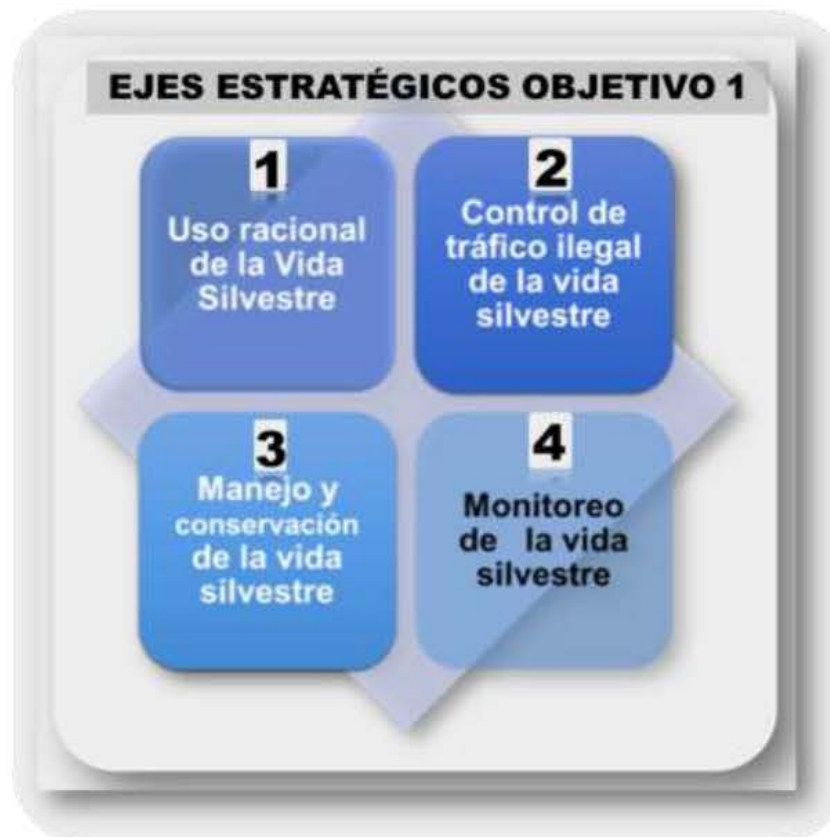 EJES ESTRATÉGICOS OBJETIVO 1
1
Uso racional
de la Vida
Silvestre
2
Control de
tráfico ilegal
de la vida
silvestre
3
Manejo y
conservación
de la vida
silvestre
4
Monitoreo
de la vida
silvestre